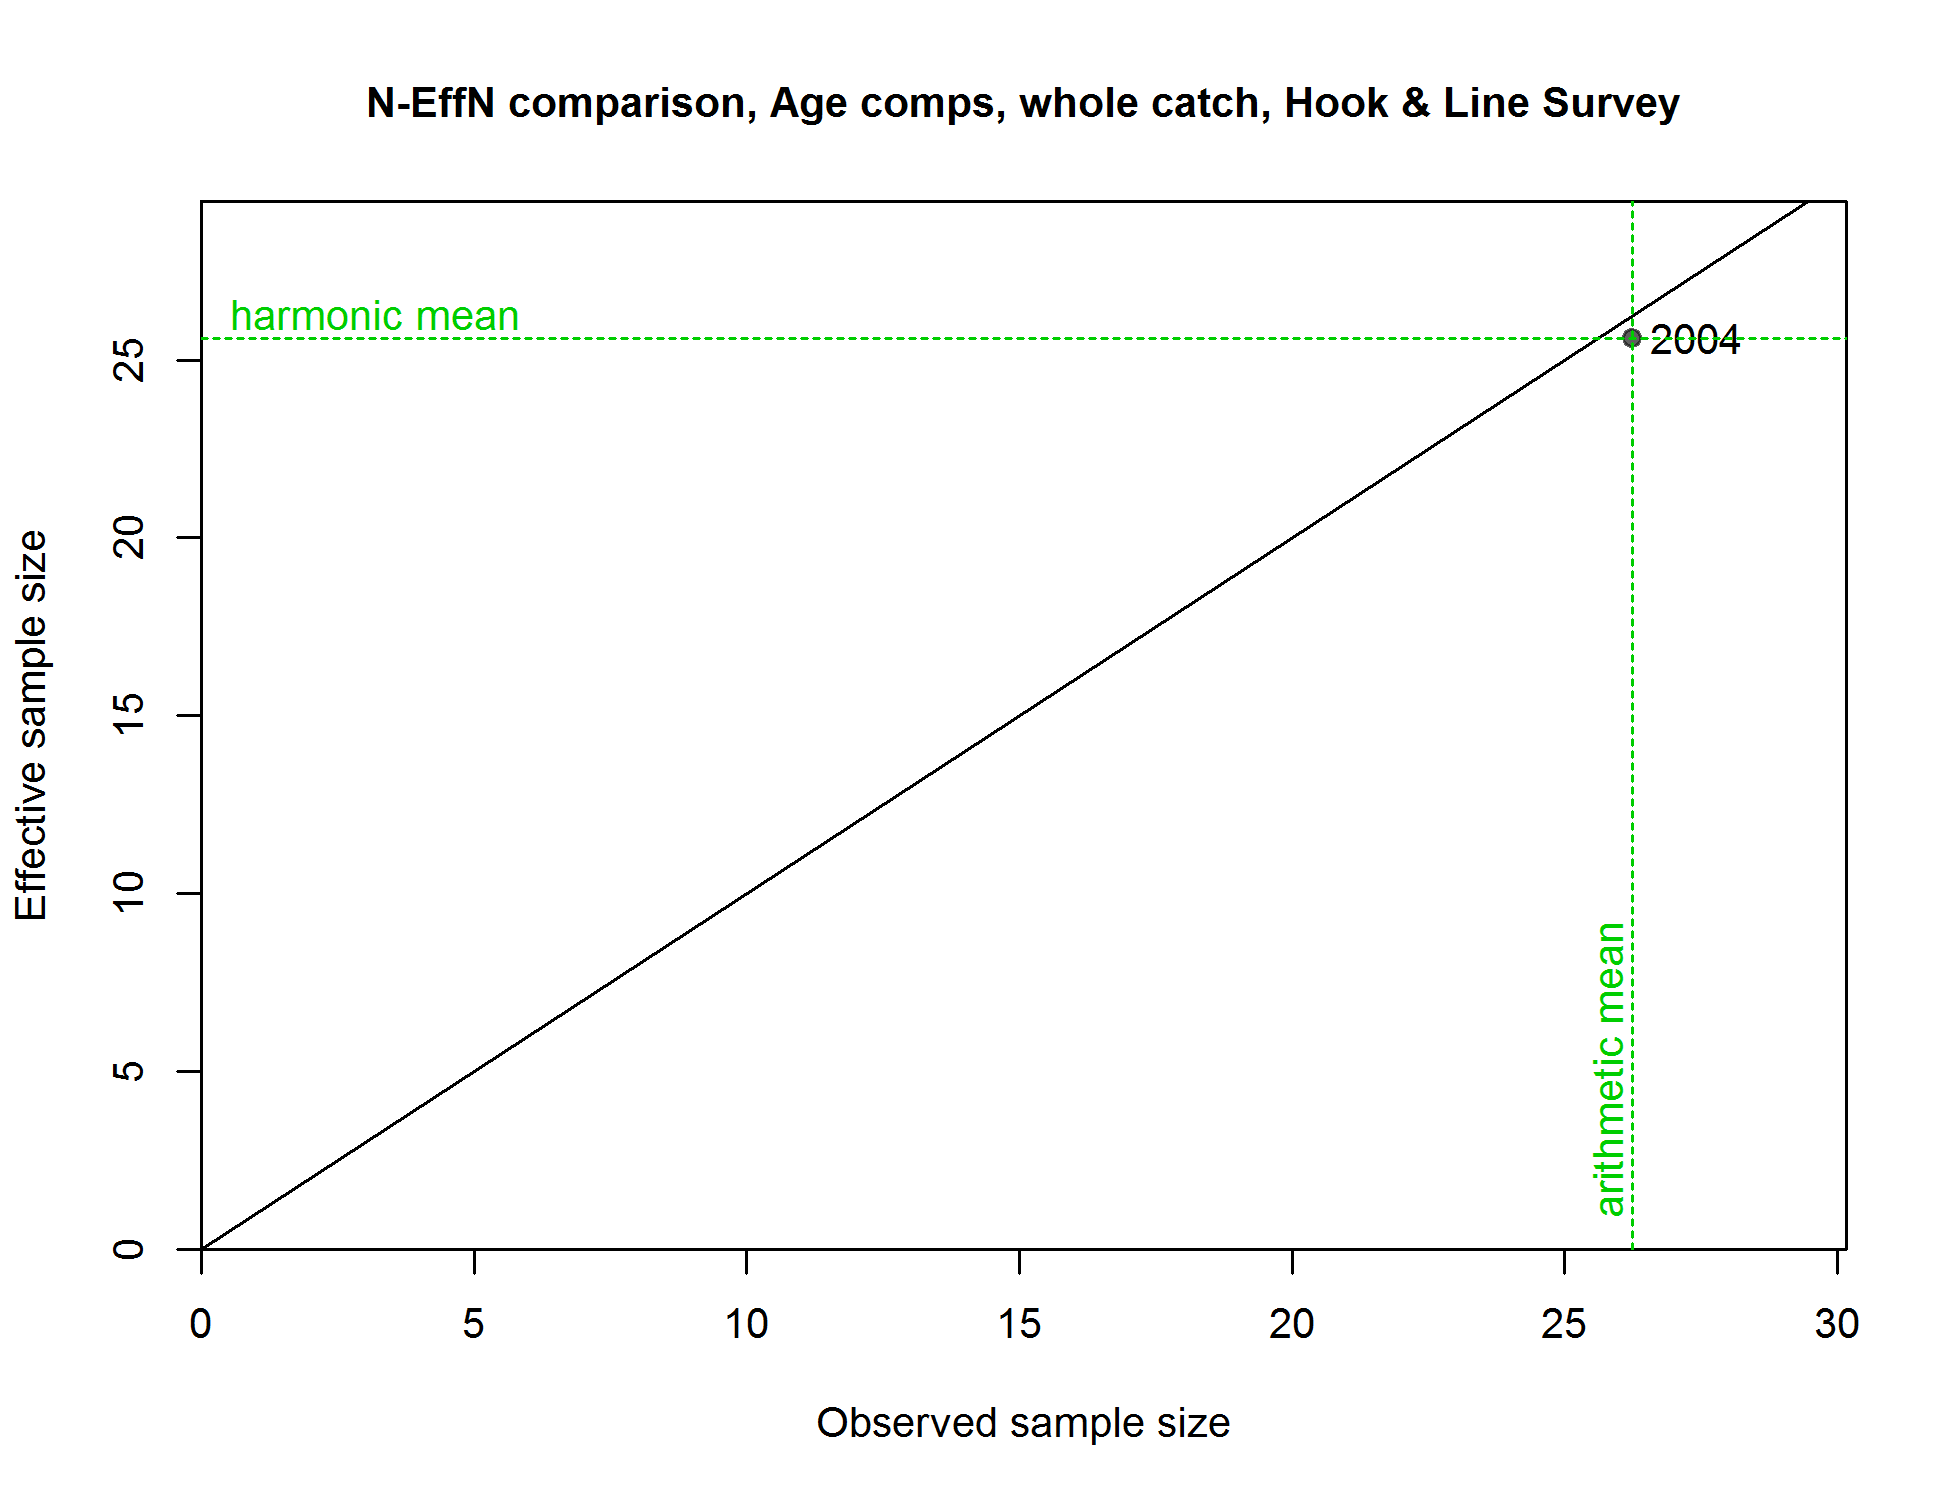 N-EffN comparison, Age comps, whole catch, Hook & Line Survey
harmonic mean
2004
arithmetic mean
Effective sample size
25
20
15
10
5
0
0 5 10 15 20 25 30
Observed sample size